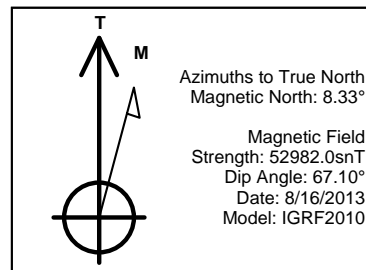 T
M
Azimuths to True North
Magnetic North: 8.33°
Magnetic Field
Strength: 52982.0snT
Dip Angle: 67.10°
Date: 8/16/2013
Model: IGRF2010